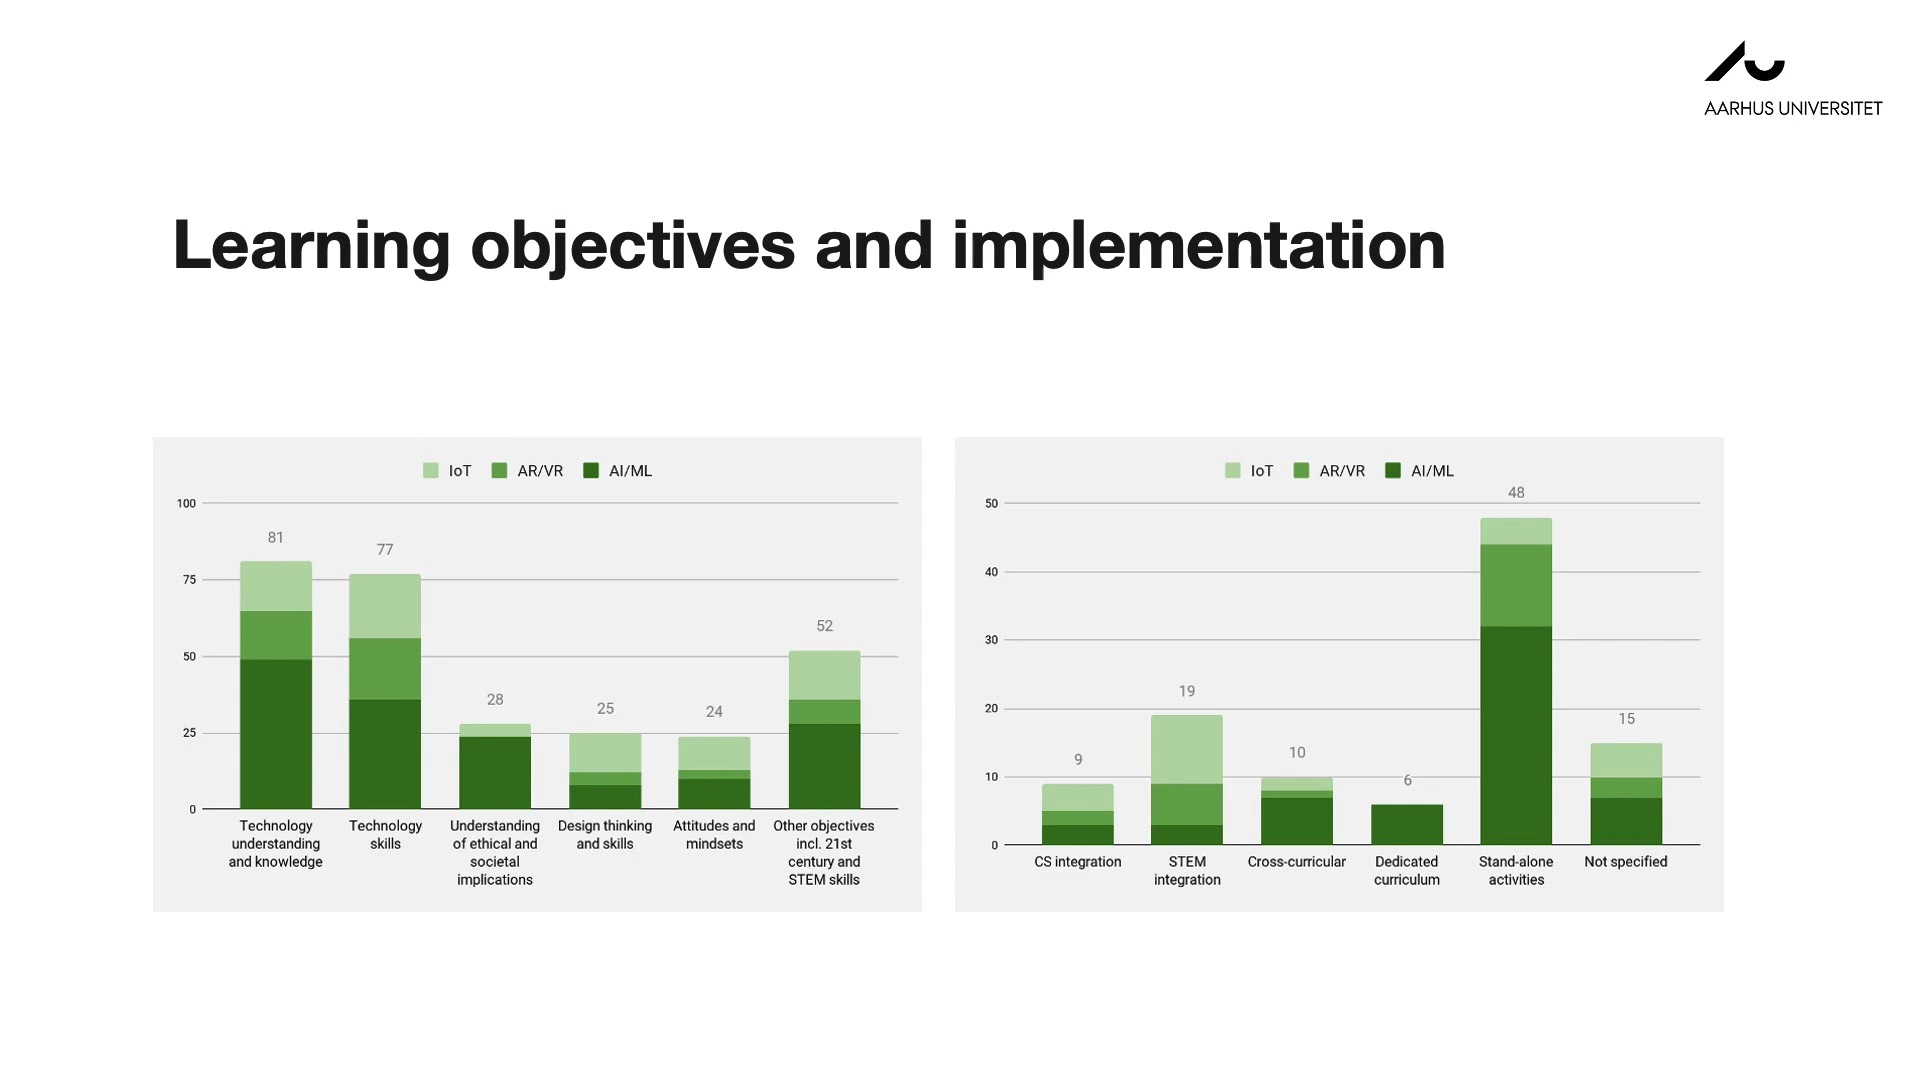 AARHUS UNIVERSITET
Learning objectives and implementation
IoT AR/VR AI/ML
100
75
50
25
0
81
77
28
25
24
52
Technology
understanding
and knowledge
Technology
skills
Understanding
of ethical and
societal
implications
Design thinking
and skills
Attitudes and
mindsets
Other objectives
incl. 21st
century and
STEM skills
IoT AR/VR AI/ML
50
40
30
20
10
0
9
19
10
6
48
15
CS integration
STEM
integration
Cross-curricular
Dedicated
curriculum
Stand-alone
activities
Not specified